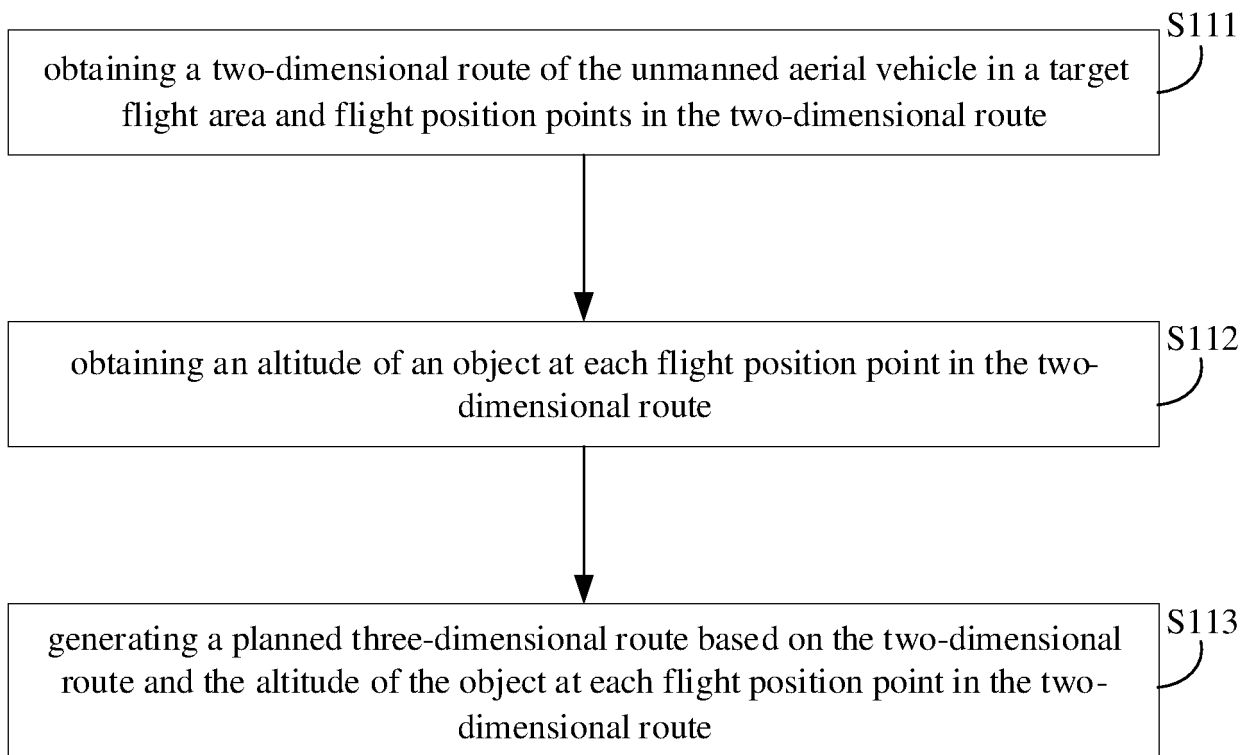 S111
obtaining a two-dimensional route of the unmanned aerial vehicle in a target
flight area and flight position points in the two-dimensional route
S112
obtaining an altitude of an object at each flight position point in the two-
dimensional route
S113
generating a planned three-dimensional route based on the two-dimensional
route and the altitude of the object at each flight position point in the two-
dimensional route